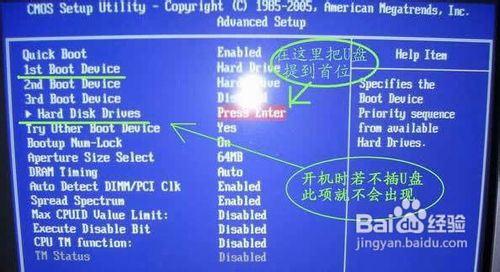 CMOS Setup Utility - Copyright (C) 1985-2005, American Megatrends, Inc.
Advanced Setup
Quick Boot Enabled
1st Boot Device Hard Drive
2nd Boot Device
3rd Boot Device
Hard Disk Drives Press Enter
Try Other Boot Device Yes
Bootup Num-Lock On
Aperture Size Select 64MB
DRAM Timing Auto
Auto Detect DIMM/PCI Clk Enabled
Spread Spectrum Enabled
Max CPUID Value Limit: Disabled
Execute Disable Bit Disabled
CPU TM function: Disabled
TM Status Disabled
在这里把U盘
提到首位
Help Item
Specifies the
Boot Device
Priority sequence
from available
Hard Drives.
开机时若不插U盘
此项就不会出现
Baidu 经验
jingyan.baidu.com